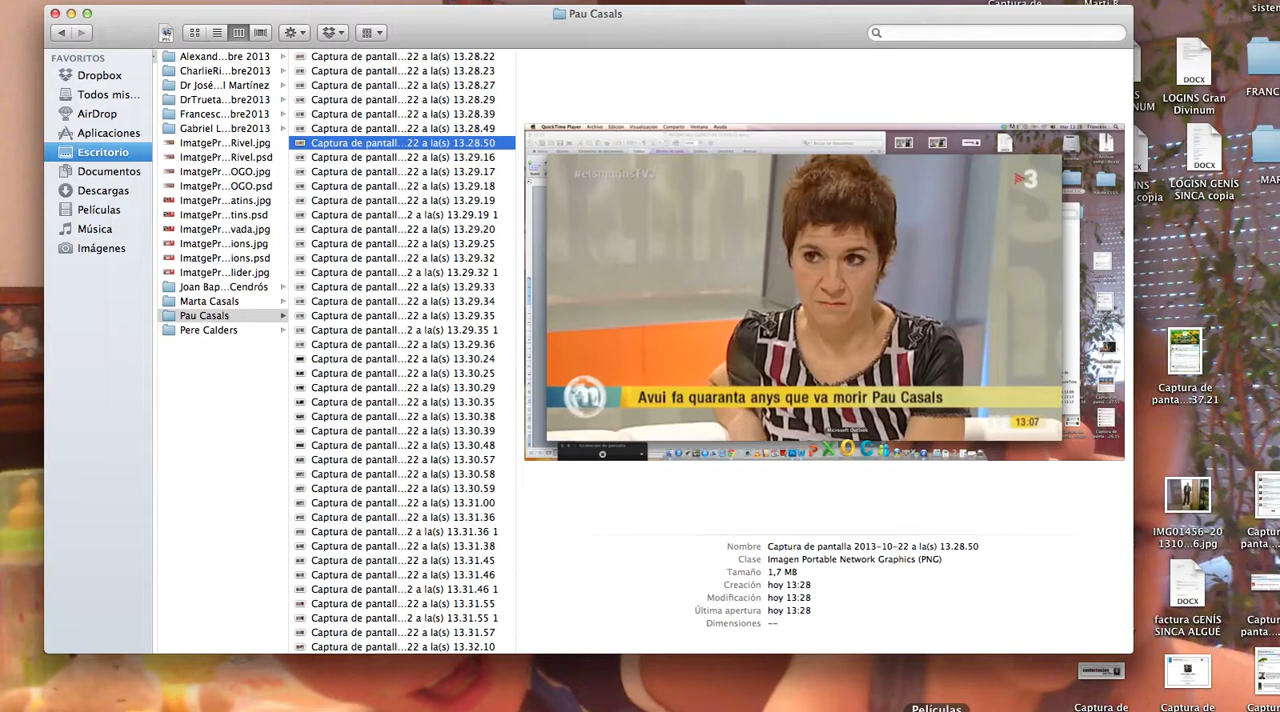 Pau Casals
FAVORITOS
Dropbox
Todos mis...
AirDrop
Aplicaciones
Escritorio
Documentos
Descargas
Películas
Música
Imágenes
Alexand...bre 2013
CharlieRi...bre2013
Dr José...l Martínez
DrTrueta...bre2013
Francesc...bre2013
Gabriel L...bre2013
ImatgePr...Rivel.jpg
ImatgePr...Rivel.psd
ImatgePr...OGO.jpg
ImatgePr...OGO.psd
ImatgePr...atins.jpg
ImatgePr...tins.psd
ImatgePr...vada.jpg
ImatgePr...ions.jpg
ImatgePr...ions.psd
ImatgePr...lider.jpg
Joan Bap...Cendrós
Marta Casals
Pau Casals
Pere Calders
Captura de pantall...22 a la(s) 13.28.22
Captura de pantall...22 a la(s) 13.28.23
Captura de pantall...22 a la(s) 13.28.27
Captura de pantall...22 a la(s) 13.28.29
Captura de pantall...22 a la(s) 13.28.39
Captura de pantall...22 a la(s) 13.28.49
Captura de pantall...22 a la(s) 13.28.50
Captura de pantall...22 a la(s) 13.29.16
Captura de pantall...22 a la(s) 13.29.17
Captura de pantall...22 a la(s) 13.29.18
Captura de pantall...22 a la(s) 13.29.19
Captura de pantall...2 a la(s) 13.29.19 1
Captura de pantall...22 a la(s) 13.29.20
Captura de pantall...22 a la(s) 13.29.23
Captura de pantall...22 a la(s) 13.29.32
Captura de pantall...2 a la(s) 13.29.32 1
Captura de pantall...22 a la(s) 13.29.33
Captura de pantall...22 a la(s) 13.29.34
Captura de pantall...22 a la(s) 13.29.35
Captura de pantall...2 a la(s) 13.29.35 1
Captura de pantall...22 a la(s) 13.30.26
Captura de pantall...22 a la(s) 13.30.28
Captura de pantall...22 a la(s) 13.30.29
Captura de pantall...22 a la(s) 13.30.29
Captura de pantall...22 a la(s) 13.30.35
Captura de pantall...22 a la(s) 13.30.36
Captura de pantall...22 a la(s) 13.30.39
Captura de pantall...22 a la(s) 13.30.48
Captura de pantall...22 a la(s) 13.30.57
Captura de pantall...22 a la(s) 13.30.58
Captura de pantall...22 a la(s) 13.30.59
Captura de pantall...22 a la(s) 13.31.00
Captura de pantall...22 a la(s) 13.31.36
Captura de pantall...2 a la(s) 13.31.36 1
Captura de pantall...22 a la(s) 13.31.38
Captura de pantall...22 a la(s) 13.31.45
Captura de pantall...22 a la(s) 13.31.46
Captura de pantall...2 a la(s) 13.31.46 1
Captura de pantall...22 a la(s) 13.31.55
Captura de pantall...2 a la(s) 13.31.55 1
Captura de pantall...22 a la(s) 13.31.57
Captura de pantall...22 a la(s) 13.32.10
QuickTime Player Archivo Edición Visualización Compartir Ventana Ayuda
#elsmatinsTV3
3
m
Avui fa quaranta anys que va morir Pau Casals
13:07
Microsoft Outlook
Nombre Captura de pantalla 2013-10-22 a la(s) 13.28.50
Clase Imagen Portable Network Graphics (PNG)
Tamaño 1,7 MB
Creación hoy 13:28
Modificación hoy 13:28
Última apertura hoy 13:28
Dimensiones --
DOCX
LOGINS Gran
Divinum
DOCX
LOGISN GENÍS
SINCA copia
Captura de
panta...:37.21
IMG01456-20
1310...6.jpg
DOCX
factura GENÍS
SINCA ALGUÉ
Captura de
Captura de
Películas